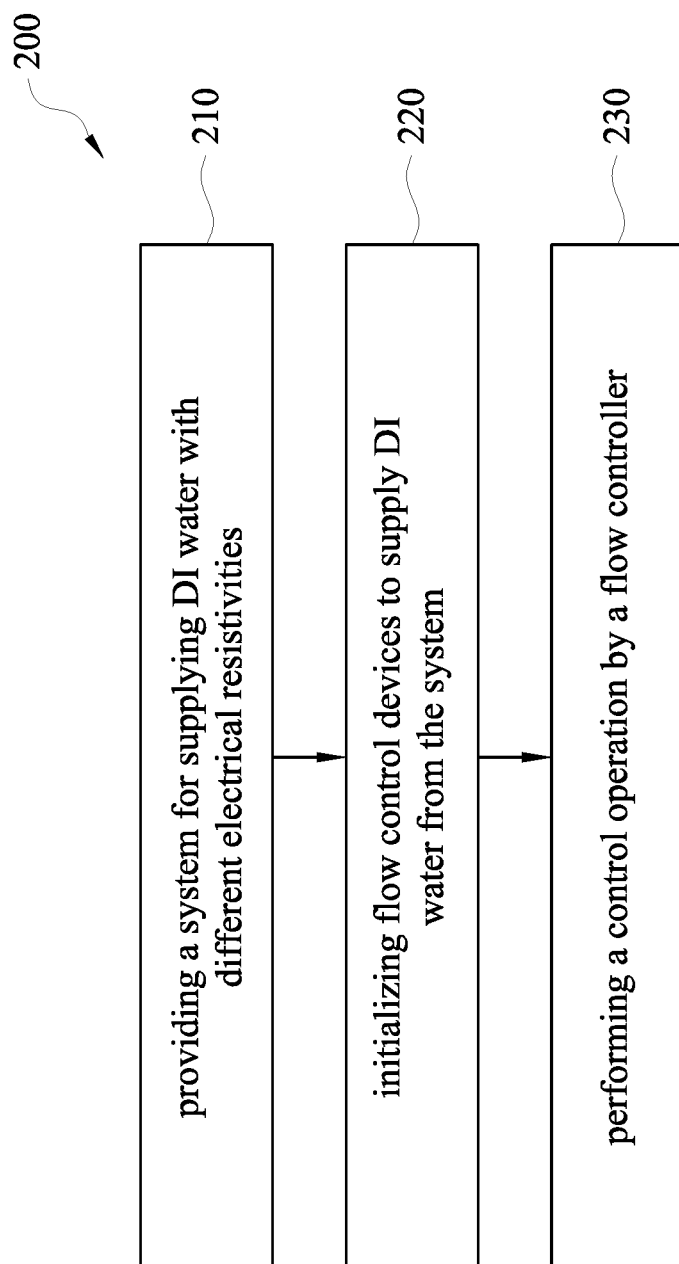 200
210
providing a system for supplying DI water with
different electrical resistivities
220
initializing flow control devices to supply DI
water from the system
230
performing a control operation by a flow controller